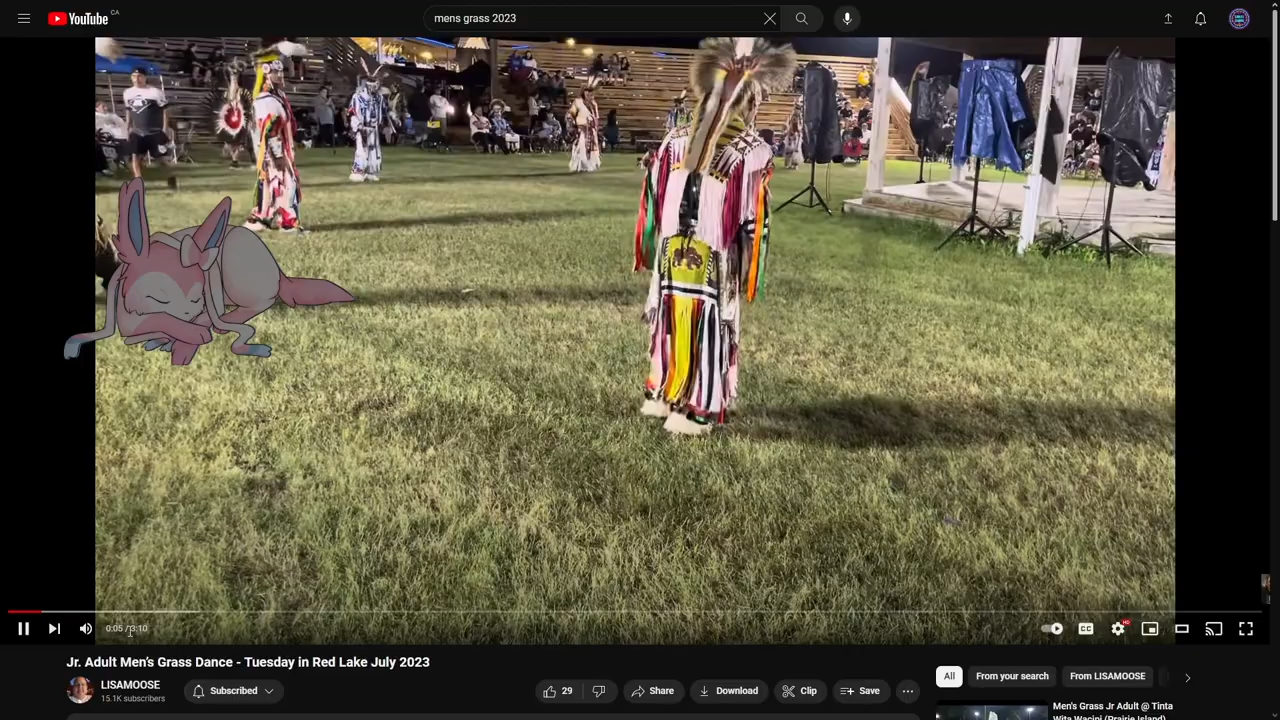 YouTube CA
mens grass 2023
0:05 / 3:10
CC
HD
Jr. Adult Men's Grass Dance - Tuesday in Red Lake July 2023
LISAMOOSE
15.1K subscribers
Subscribed
29
Share
Download
Clip
Save
All
From your search
From LISAMOOSE
Men's Grass Jr Adult @ Tinta
Wita Wacipi (Prairie Island)